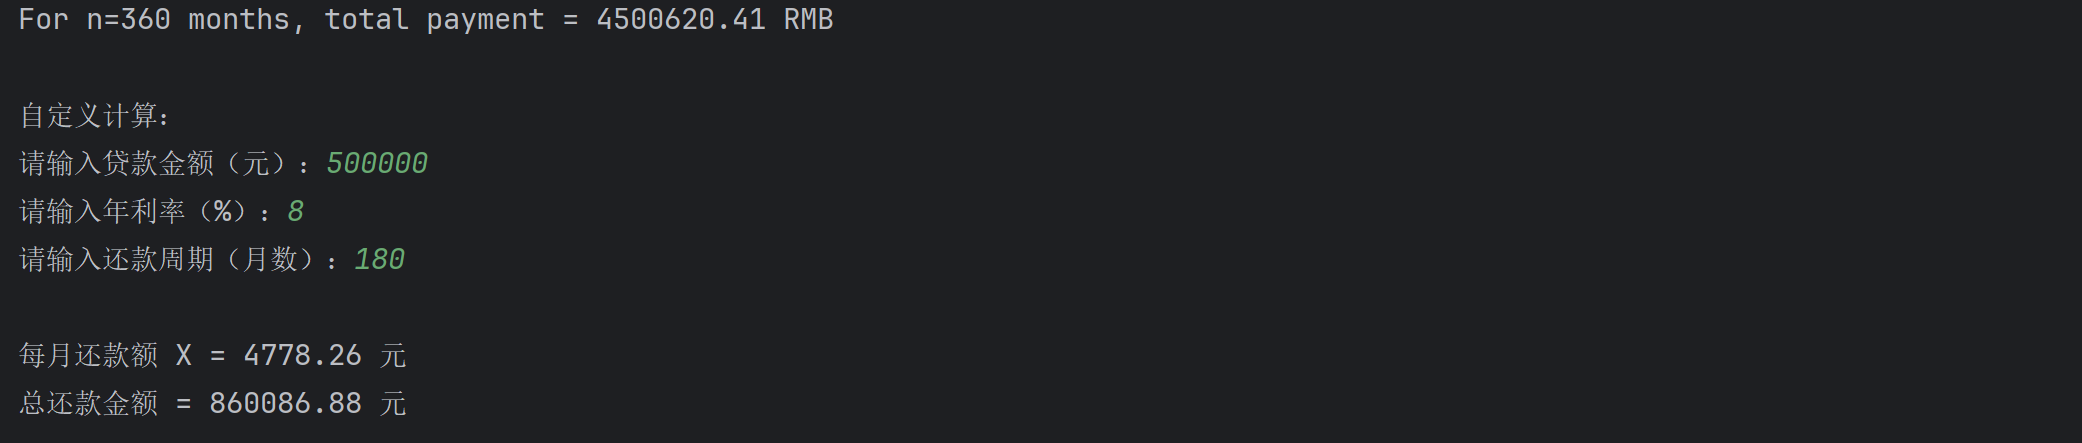 For n=360 months, total payment = 4500620.41 RMB
自定义计算：
请输入贷款金额（元）：500000
请输入年利率（%）：8
请输入还款周期（月数）：180
每月还款额 X = 4778.26 元
总还款金额 = 860086.88 元